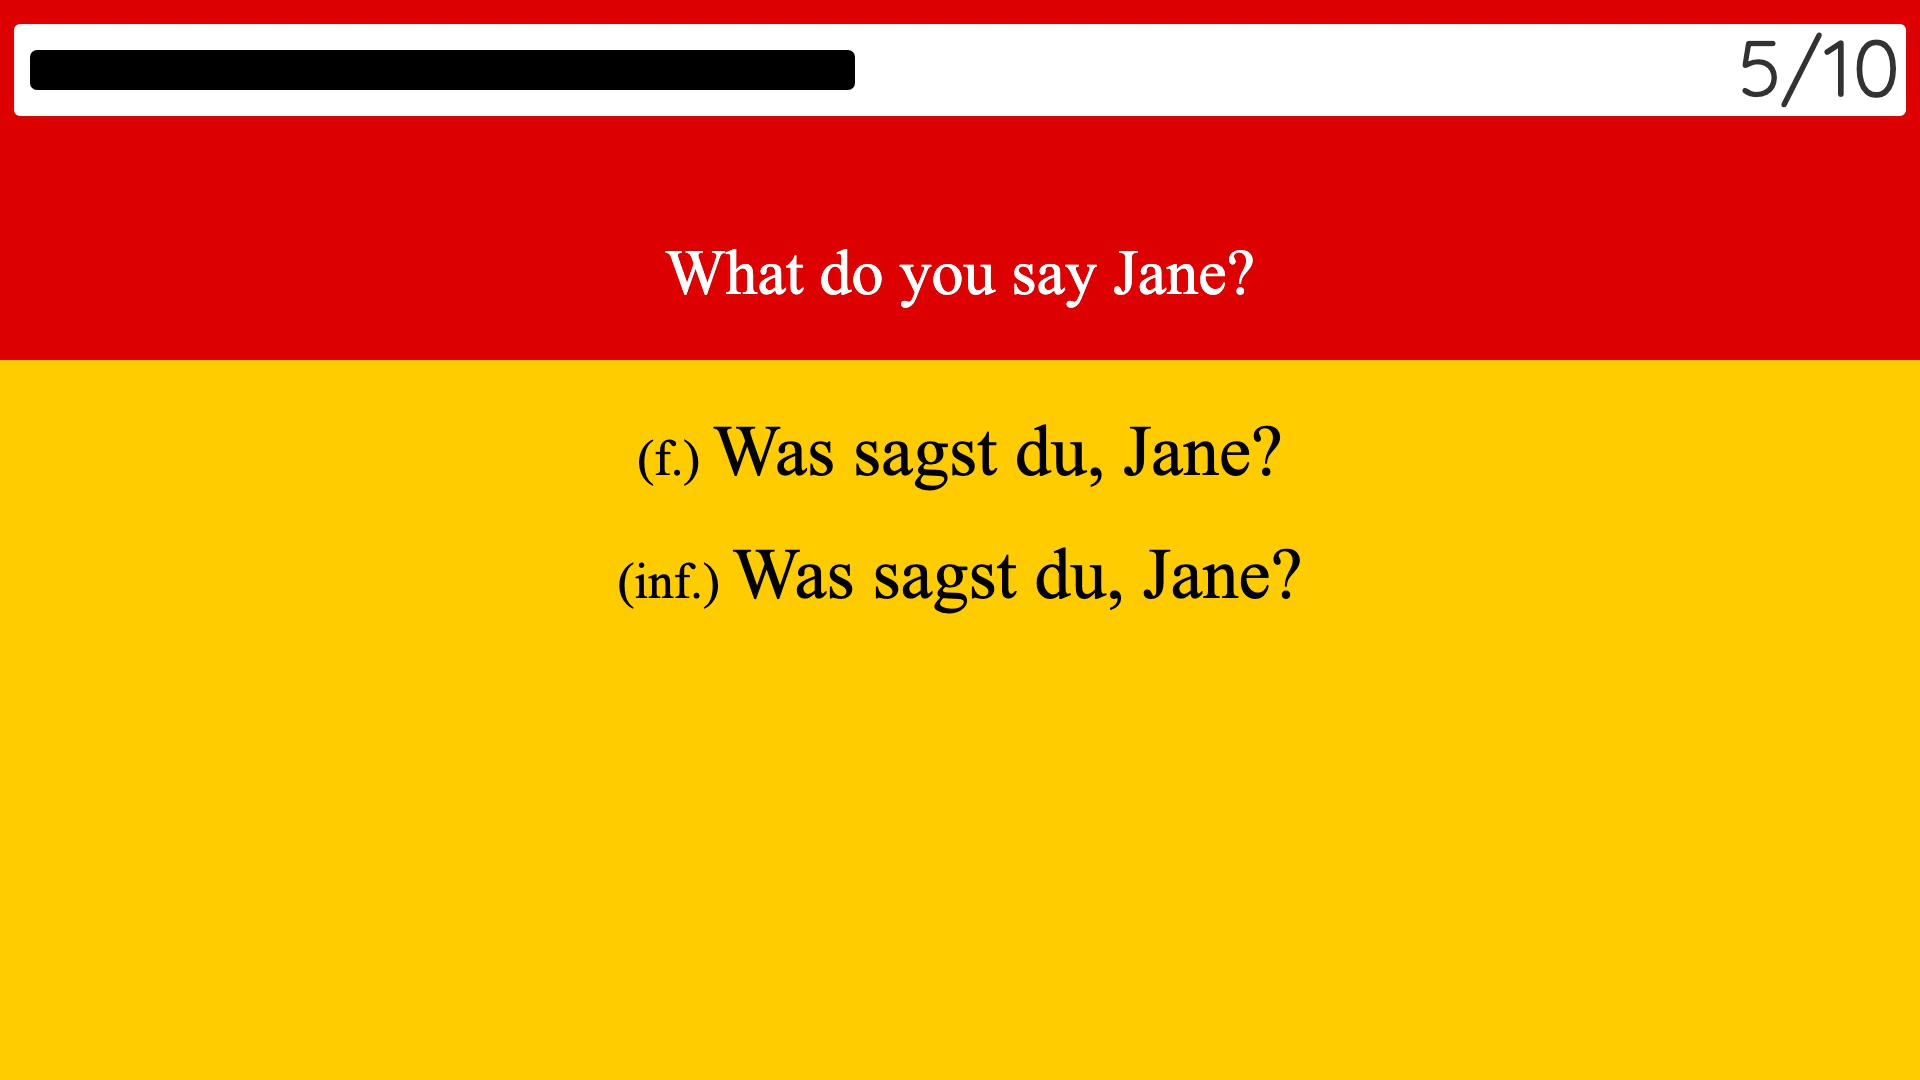 5/10
What do you say Jane?
(f.) Was sagst du, Jane?
(inf.) Was sagst du, Jane?